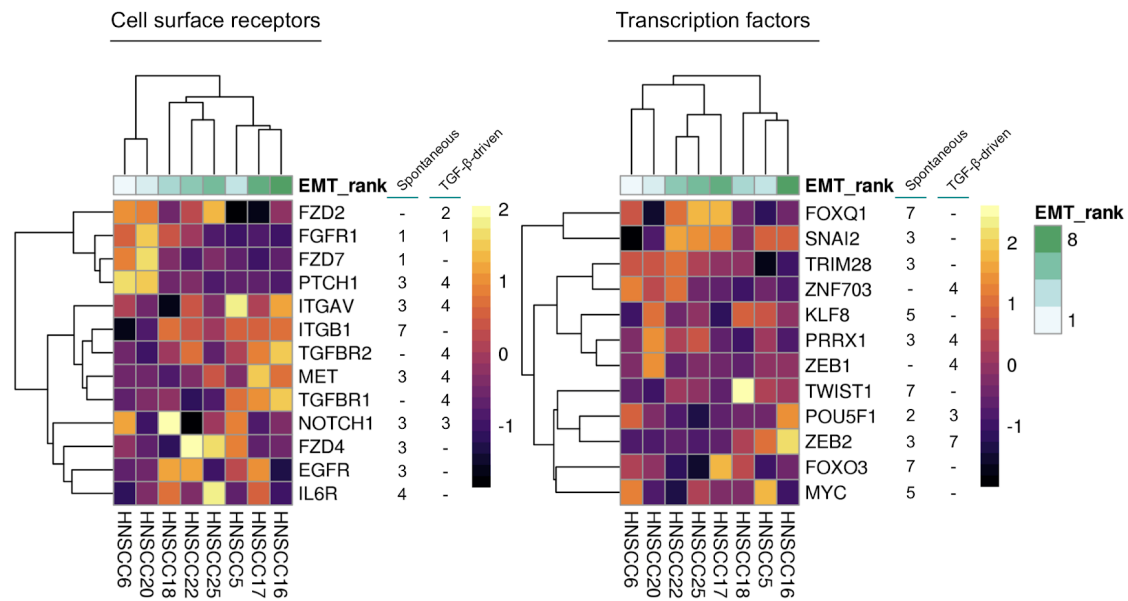 Cell surface receptors
Transcription factors
Spontaneous
TGF-β-driven
EMT_rank
FZD2 - 2
FGFR1 1 1
FZD7 1 -
PTCH1 3 4
ITGAV 3 4
ITGB1 7 -
TGFBR2 - 4
MET 3 4
TGFBR1 - 4
NOTCH1 3 3
FZD4 3 -
EGFR 3 -
IL6R 4 -
2
1
0
-1
HNSCC6
HNSCC20
HNSCC18
HNSCC22
HNSCC25
HNSCC5
HNSCC17
HNSCC16
Spontaneous
TGF-β-driven
EMT_rank
FOXQ1 7 -
SNAI2 3 -
TRIM28 3 -
ZNF703 - 4
KLF8 5 -
PRRX1 3 4
ZEB1 - 4
TWIST1 7 -
POU5F1 2 3
ZEB2 3 7
FOXO3 7 -
MYC 5 -
2
1
0
-1
HNSCC6
HNSCC20
HNSCC22
HNSCC25
HNSCC17
HNSCC18
HNSCC5
HNSCC16
EMT_rank
8
1